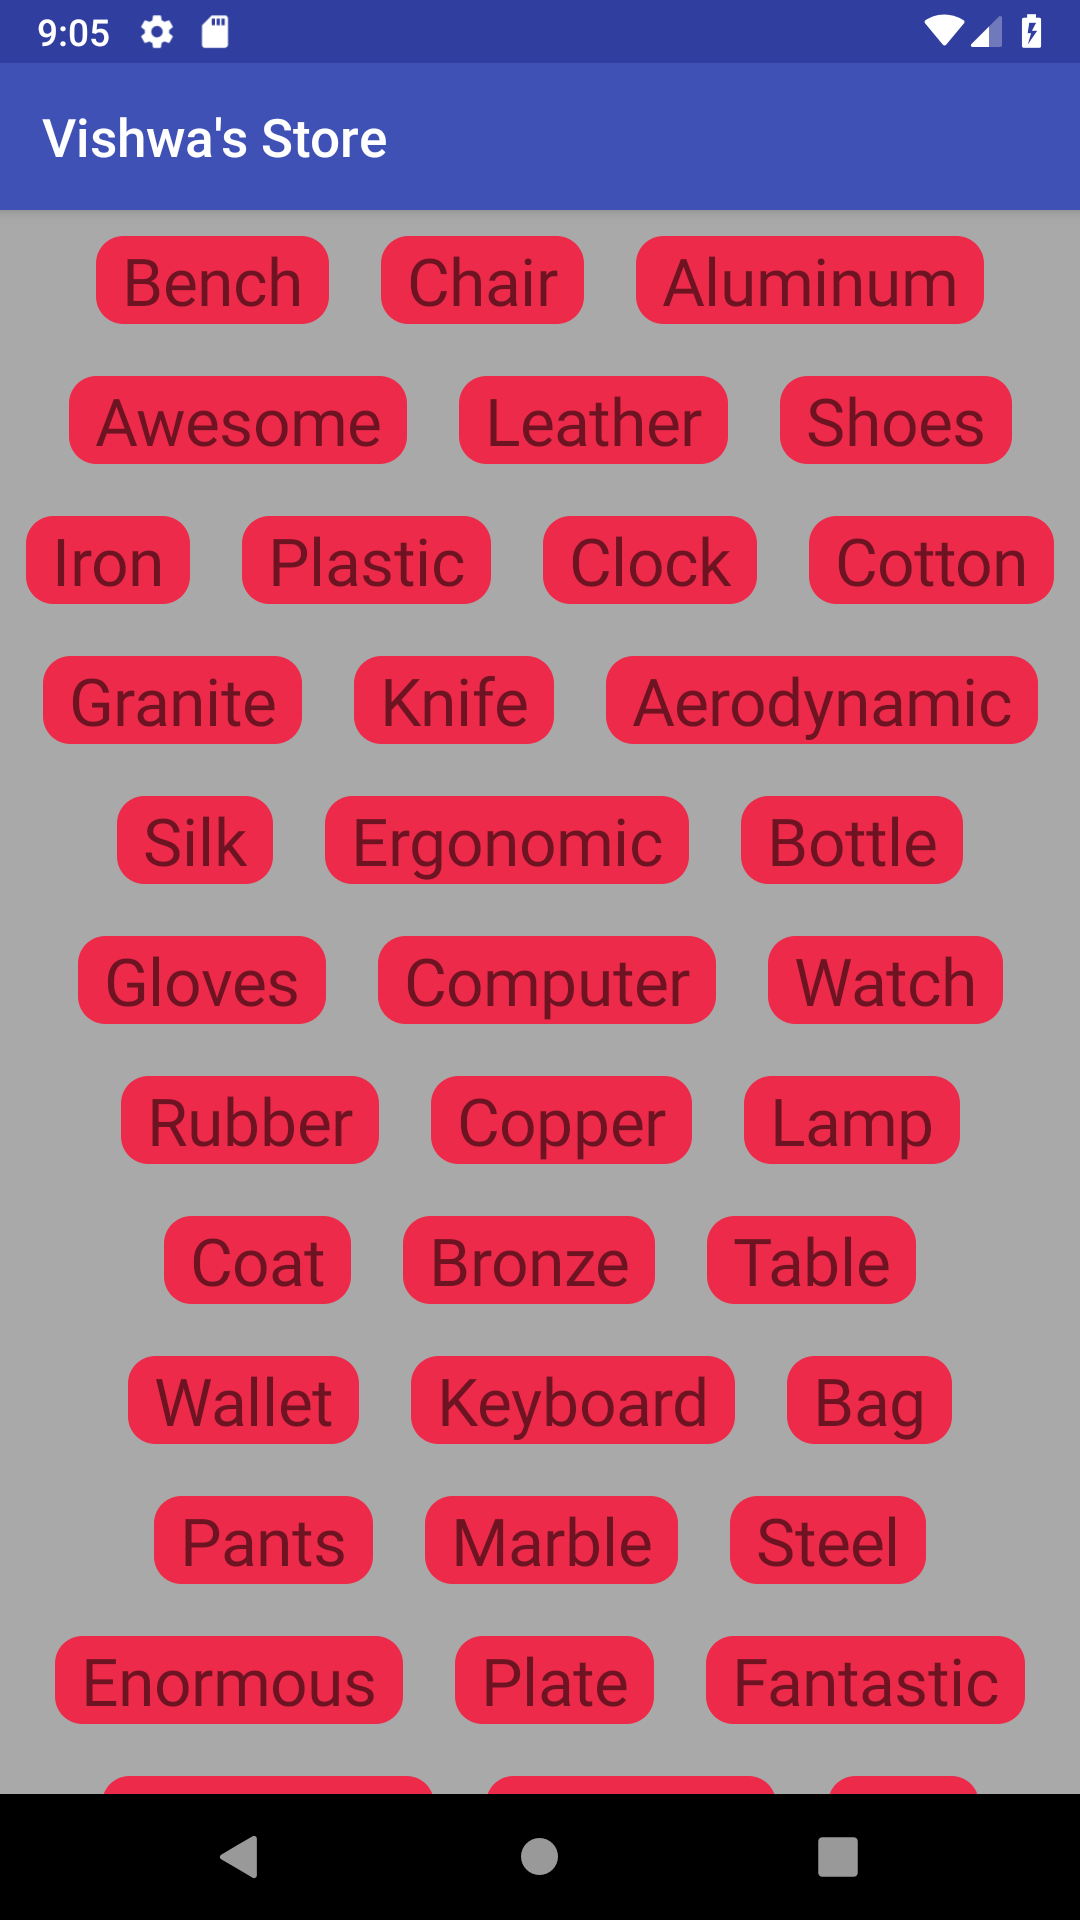 9:05
Vishwa's Store
Bench Chair Aluminum
Awesome Leather Shoes
Iron Plastic Clock Cotton
Granite Knife Aerodynamic
Silk Ergonomic Bottle
Gloves Computer Watch
Rubber Copper Lamp
Coat Bronze Table
Wallet Keyboard Bag
Pants Marble Steel
Enormous Plate Fantastic